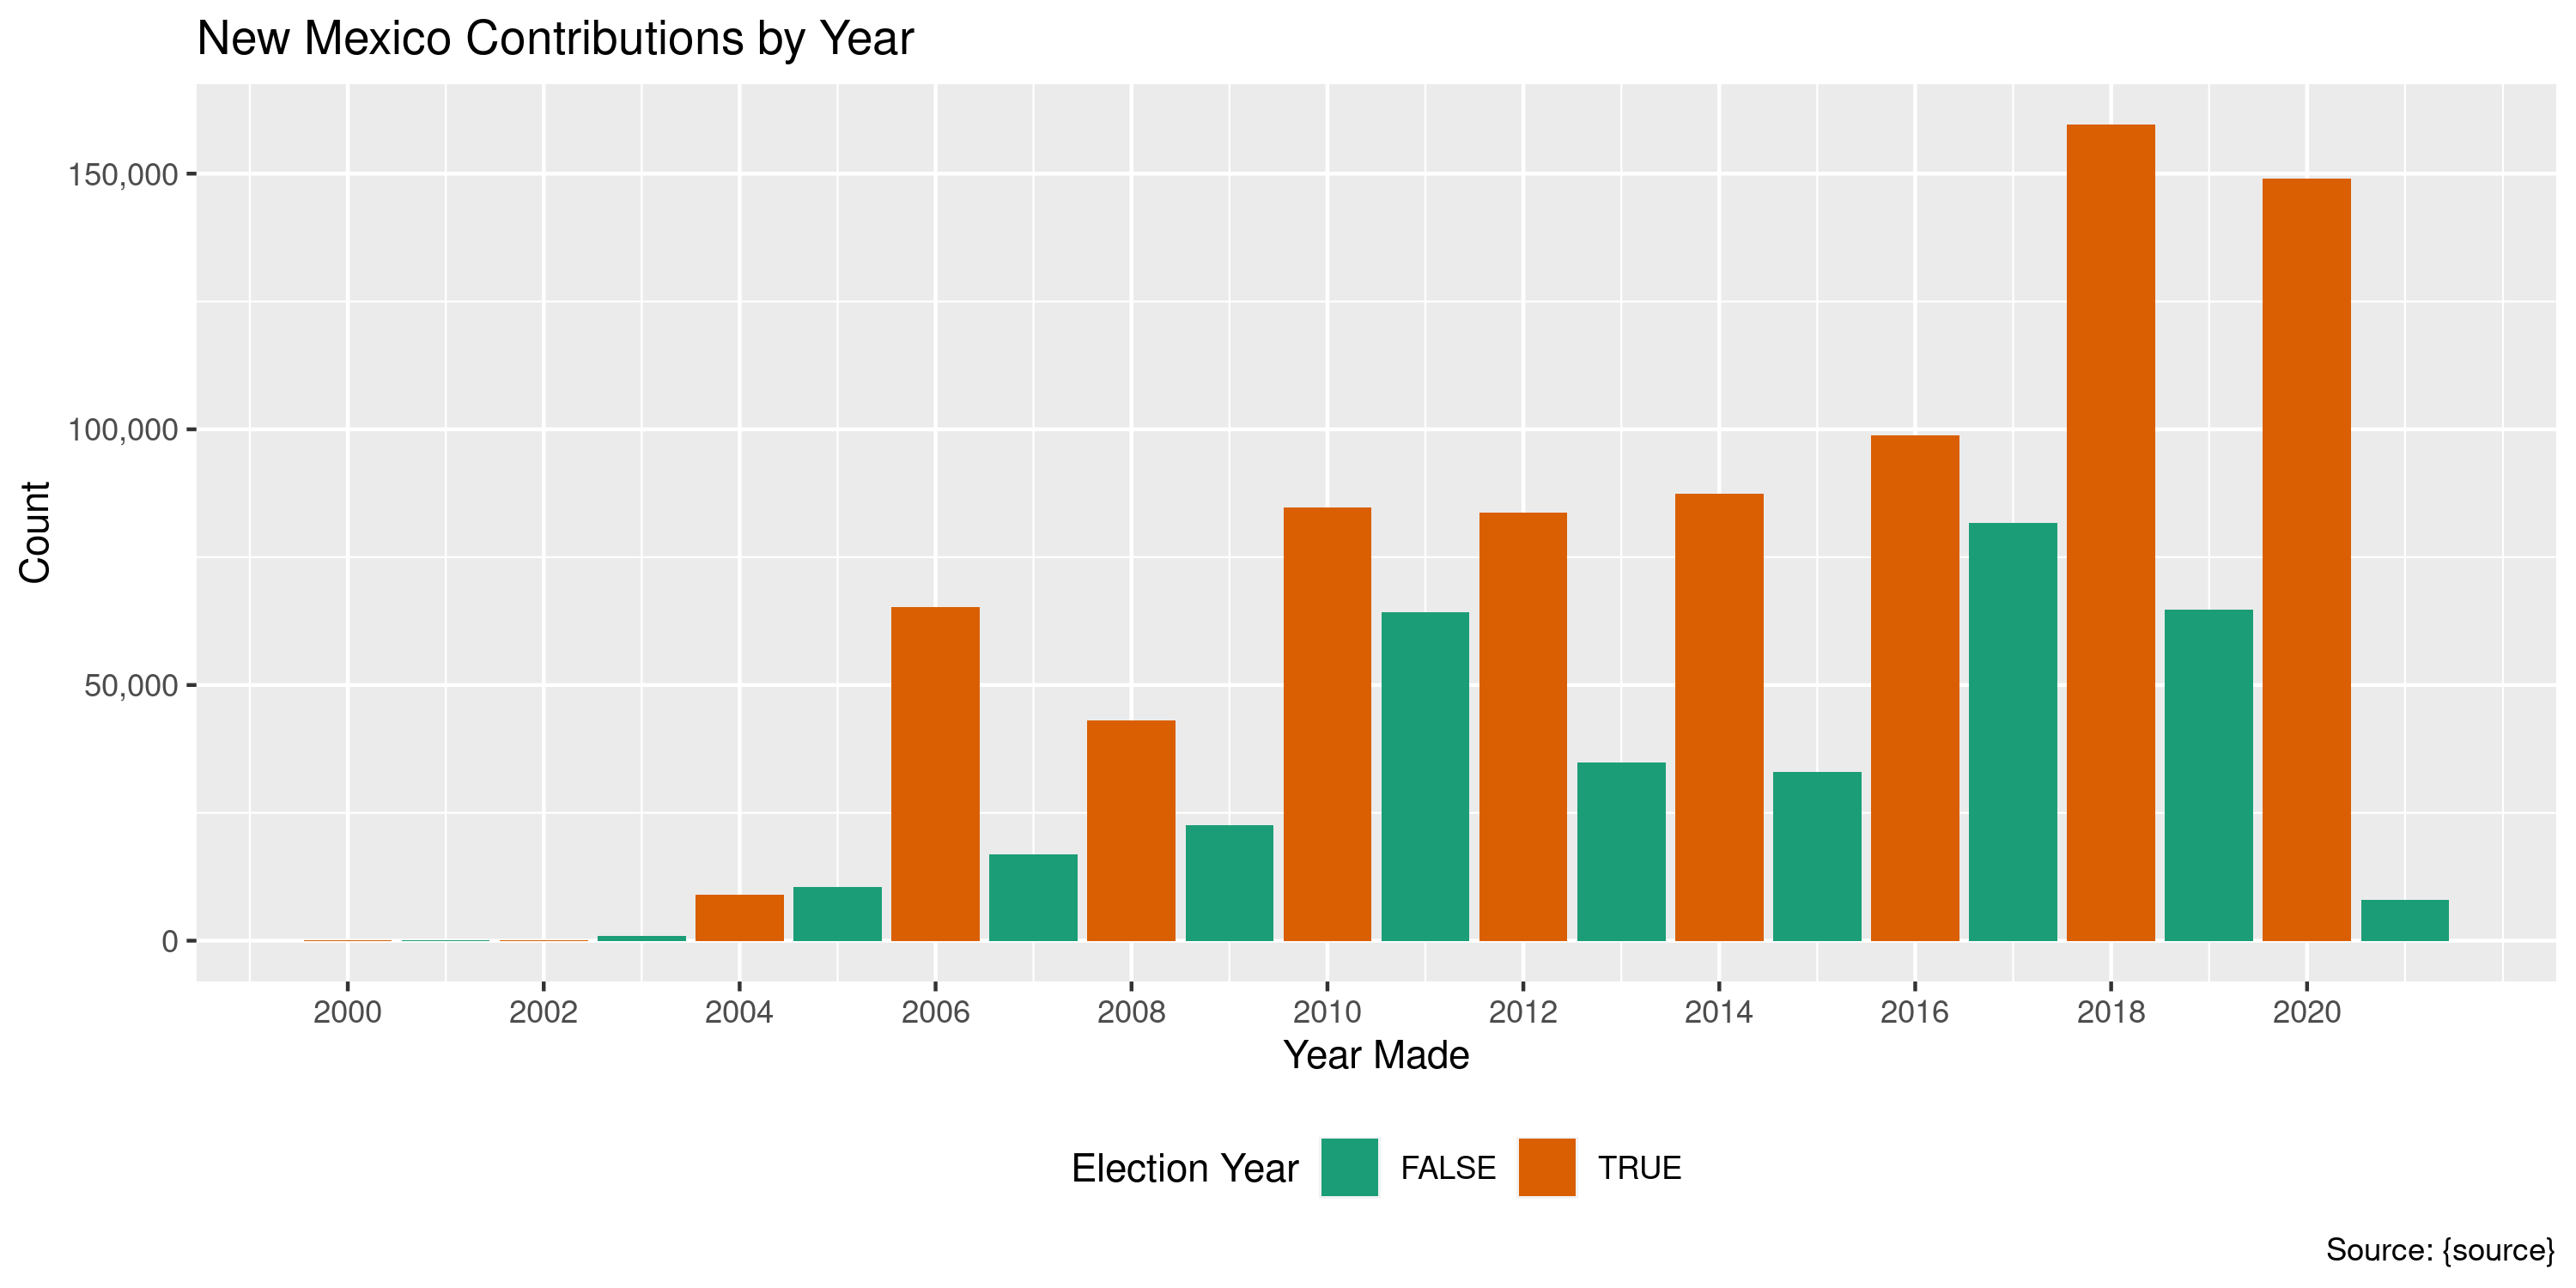 New Mexico Contributions by Year
150,000
100,000
50,000
0
Count
2000 2002 2004 2006 2008 2010 2012 2014 2016 2018 2020
Year Made
Election Year FALSE TRUE
Source: {source}